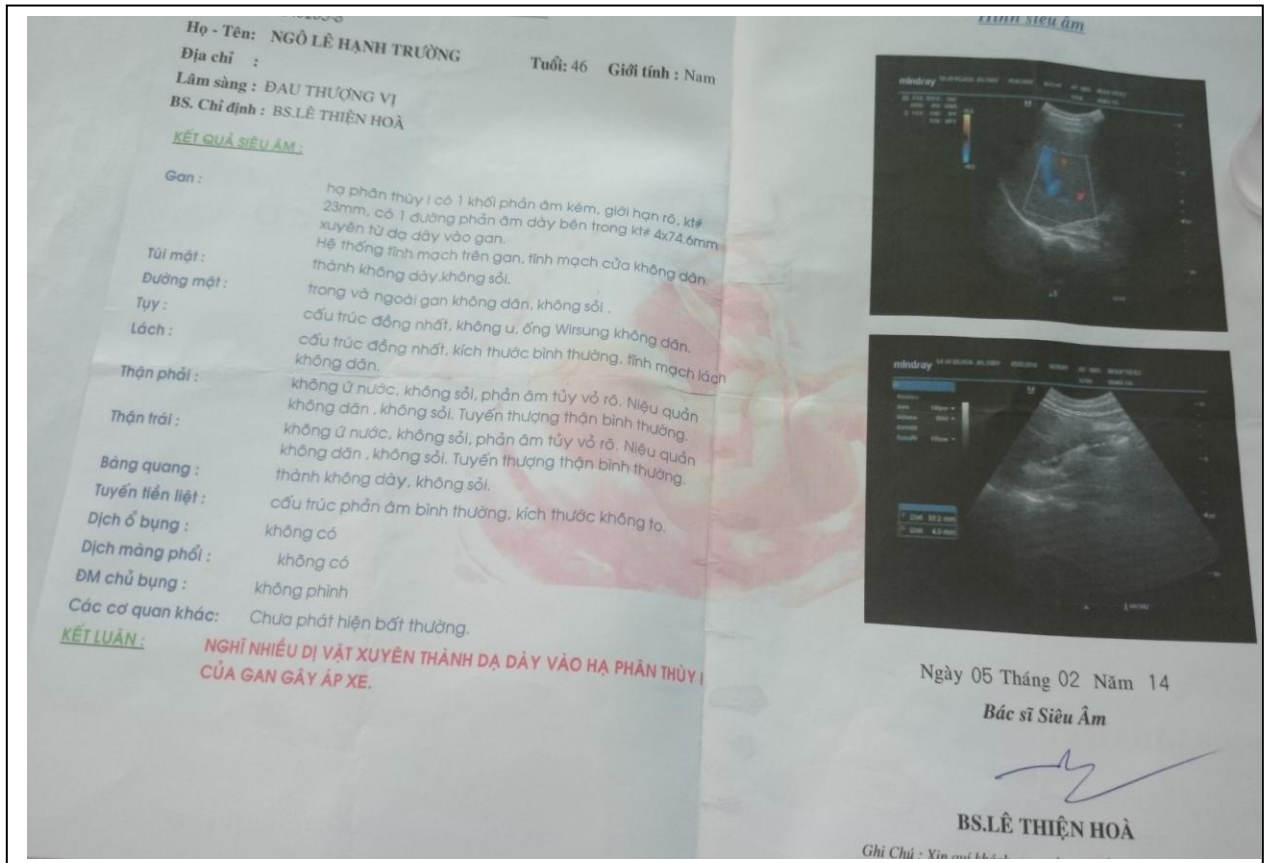 Họ - Tên: NGÔ LÊ HẠNH TRƯỜNG Tuổi: 46 Giới tính : Nam
Địa chỉ :
Lâm sàng : ĐAU THƯỢNG VỊ
BS. Chỉ định : BS.LÊ THIỆN HOÀ
KẾT QUẢ SIÊU ÂM :
Gan : hạ phân thùy I có 1 khối phản âm kém, giới hạn rõ, kt#
23mm, có 1 đường phản âm dày bên trong kt# 4x74.6mm
xuyên từ dạ dày vào gan.
Hệ thống tĩnh mạch trên gan, tĩnh mạch cửa không dãn.
Túi mật : thành không dày,không sỏi.
Đường mật : trong và ngoài gan không dãn, không sỏi .
Tụy : cấu trúc đồng nhất, không u, ống Wirsung không dãn.
Lách : cấu trúc đồng nhất, kích thước bình thường, tĩnh mạch lách
không dãn.
Thận phải : không ứ nước, không sỏi, phản âm tủy vỏ rõ. Niệu quản
không dãn , không sỏi. Tuyến thượng thận bình thường.
Thận trái : không ứ nước, không sỏi, phản âm tủy vỏ rõ. Niệu quản
không dãn , không sỏi. Tuyến thượng thận bình thường.
Bàng quang : thành không dày, không sỏi.
Tuyến tiền liệt : cấu trúc phản âm bình thường, kích thước không to.
Dịch ổ bụng : không có
Dịch màng phổi : không có
ĐM chủ bụng : không phình
Các cơ quan khác: Chưa phát hiện bất thường.
KẾT LUẬN : NGHĨ NHIỀU DỊ VẬT XUYÊN THÀNH DẠ DÀY VÀO HẠ PHÂN THÙY I
CỦA GAN GÂY ÁP XE.
Hình siêu âm
mindray
mindray
Ngày 05 Tháng 02 Năm 14
Bác sĩ Siêu Âm
BS.LÊ THIỆN HOÀ
Ghi Chú : Xin quí khách